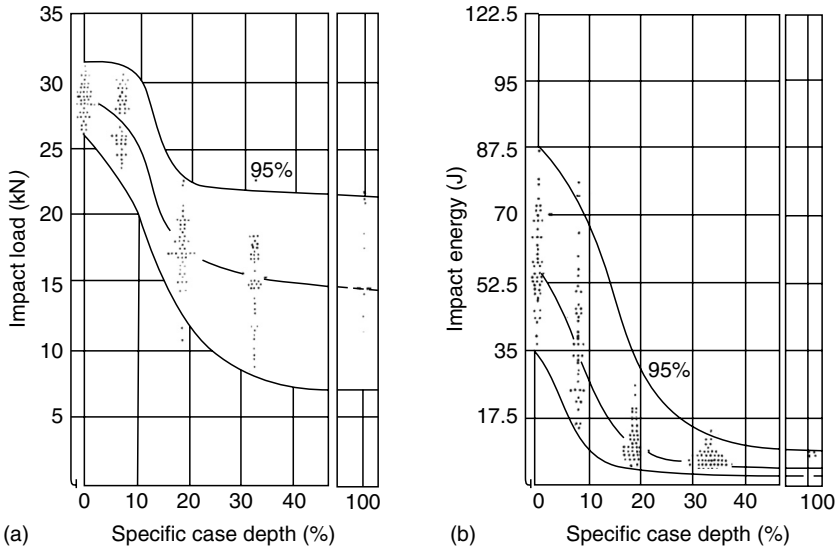 35
30
25
20
15
10
5
Impact load (kN)
95%
0 10 20 30 40 100
(a) Specific case depth (%)
122.5
95
87.5
70
52.5
35
17.5
Impact energy (J)
95%
0 10 20 30 40 100
(b) Specific case depth (%)